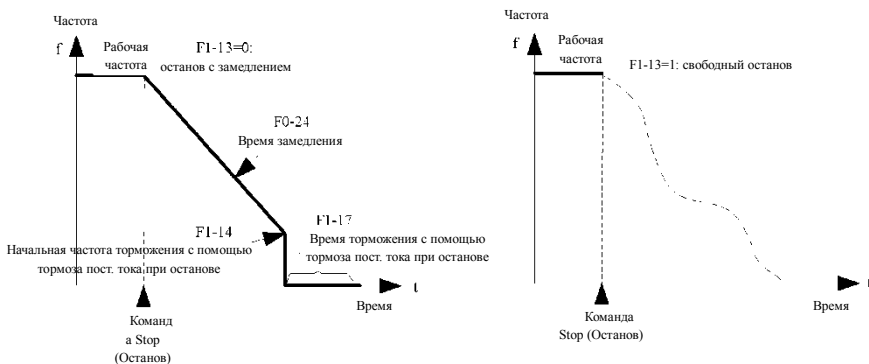 Частота
f
Рабочая
частота
F1-13=0:
останов с замедлением
F0-24
Время замедления
F1-14
Начальная частота торможения с помощью
тормоза пост. тока при останове
F1-17
Время торможения с помощью
тормоза пост. тока при останове
t
Время
Команд
а Stop
(Останов)
Частота
f
Рабочая
частота
F1-13=1: свободный останов
t
Время
Команда
Stop (Останов)